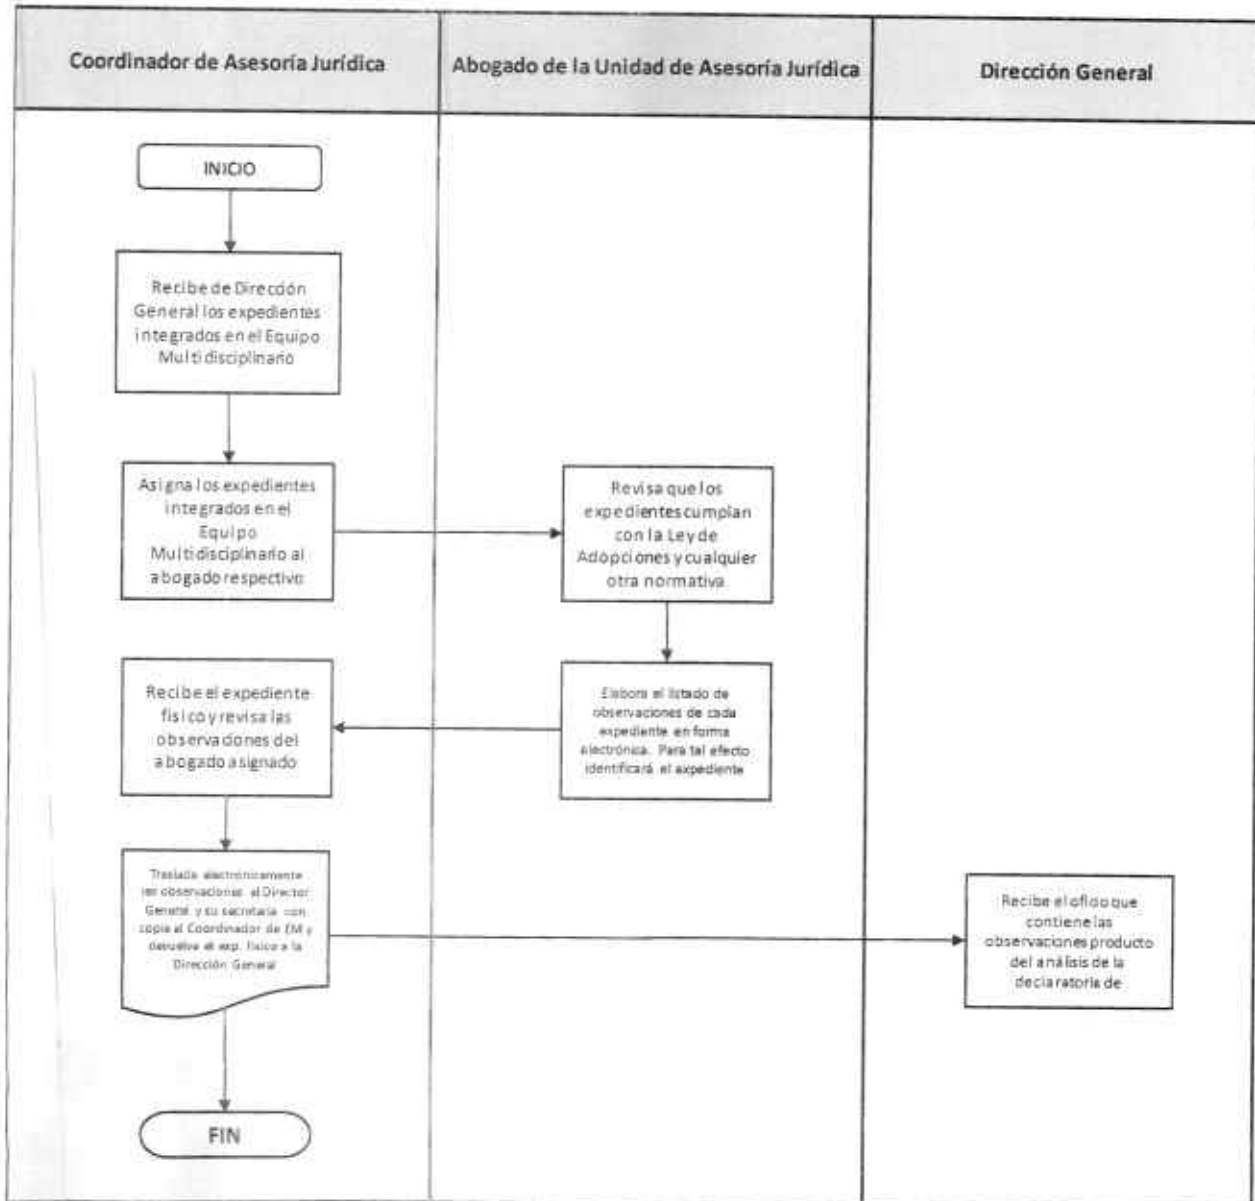 Coordinador de Asesoría Jurídica
Abogado de la Unidad de Asesoría Jurídica
Dirección General
INICIO
Recibe de Dirección
General los expedientes
integrados en el Equipo
Multidisciplinario
Asigna los expedientes
integrados en el
Equipo
Multidisciplinario al
abogado respectivo
Revisa que los
expedientes cumplan
con la Ley de
Adopciones y cualquier
otra normativa
Elabora el listado de
observaciones de cada
expediente en forma
electrónica. Para tal efecto
identificará el expediente
Recibe el expediente
físico y revisa las
observaciones del
abogado asignado
Traslada electrónicamente
las observaciones al Director
General y su secretaria con
copia al Coordinador de EM y
devuelve el exp. físico a la
Dirección General
Recibe el oficio que
contiene las
observaciones producto
del análisis de la
declaratoria de
FIN